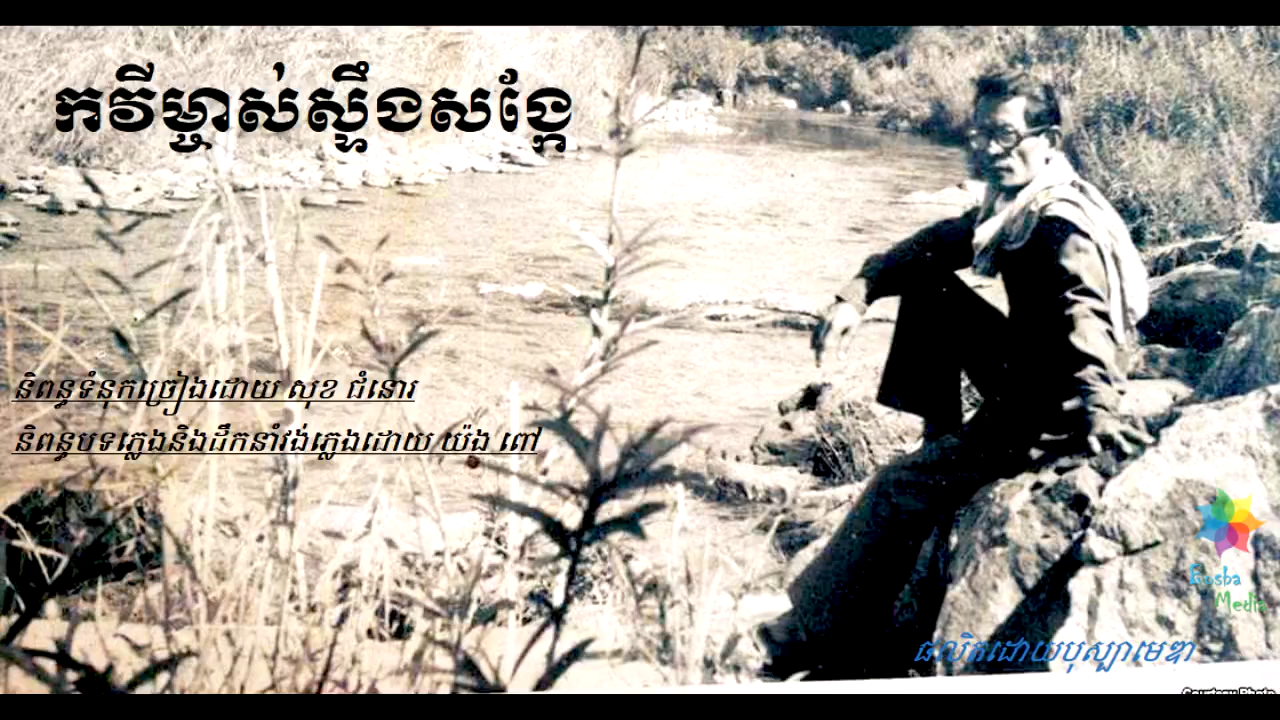 កវីម្ចាស់ស្ទឹងសង្កែ
និពន្ធទំនុកច្រៀងដោយ សុខ ជំនោរ
និពន្ធបទភ្លេងនិងដឹកនាំវង់ភ្លេងដោយ យ៉ង ពៅ
Bosba
Media
ផលិតដោយបុស្បាមេឌា
Courtesy Photo